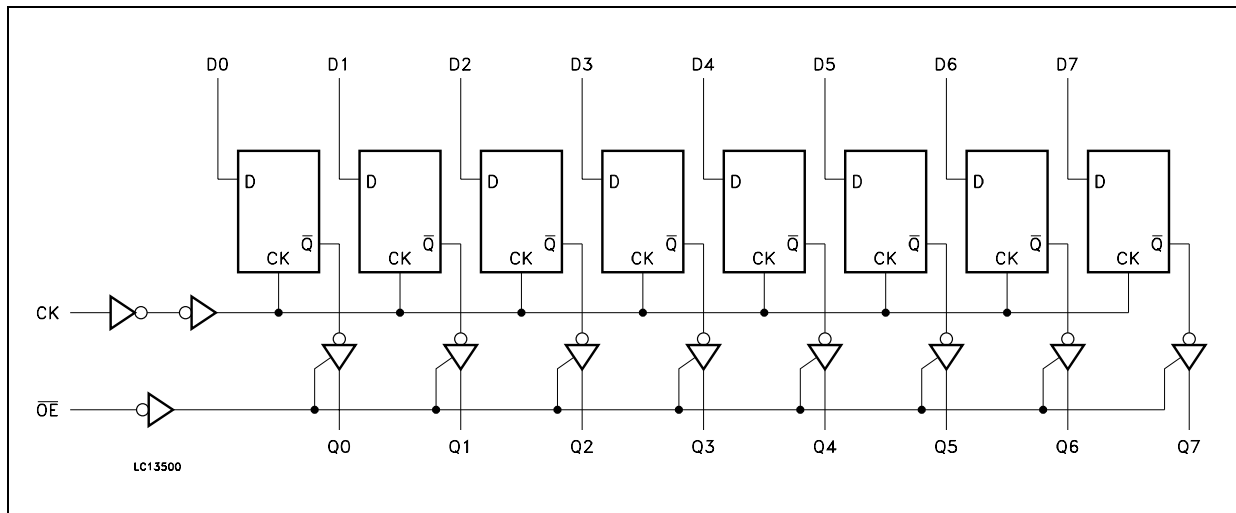 D0 D1 D2 D3 D4 D5 D6 D7
D D D D D D D D
Q̅ Q̅ Q̅ Q̅ Q̅ Q̅ Q̅ Q̅
CK CK CK CK CK CK CK CK
CK
O̅E̅
Q0 Q1 Q2 Q3 Q4 Q5 Q6 Q7
LC13500